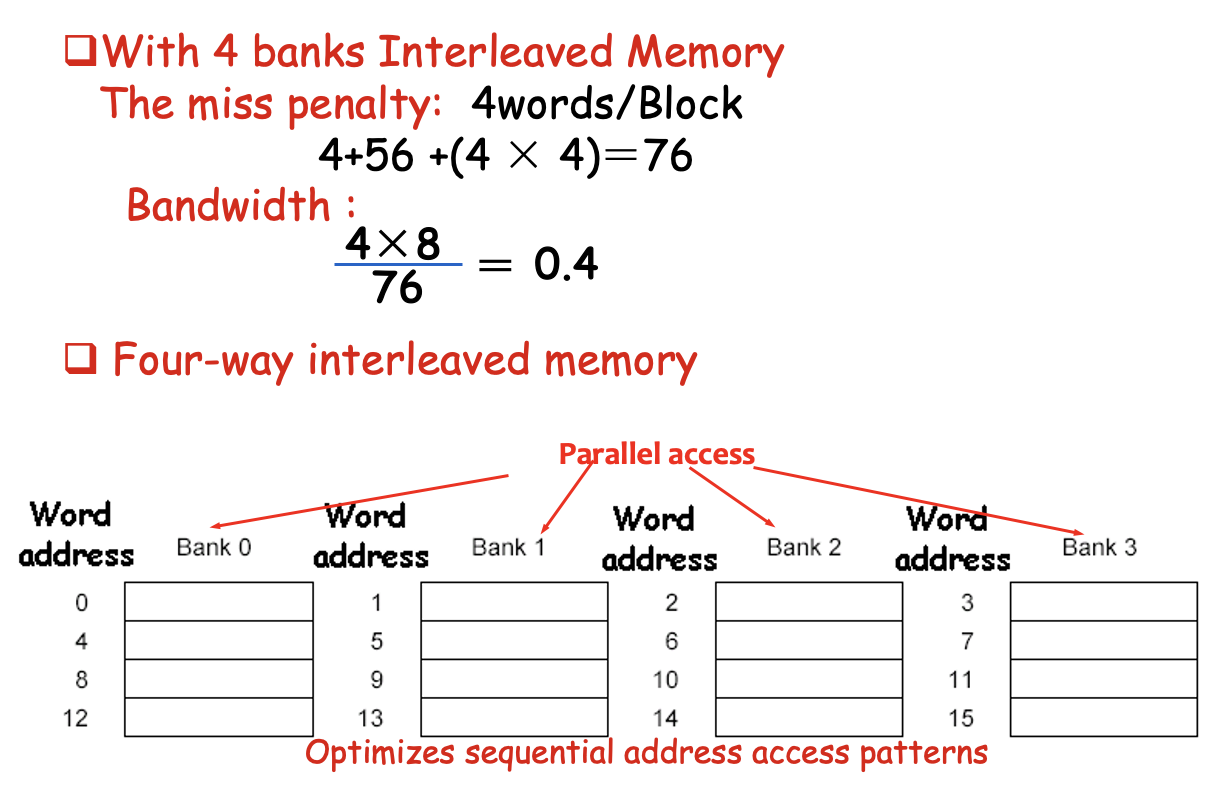 ❑With 4 banks Interleaved Memory
The miss penalty: 4words/Block
4+56 +(4 × 4)=76
Bandwidth :
4×8
76
= 0.4
❑ Four-way interleaved memory
Parallel access
Word address Bank 0 Word address Bank 1 Word address Bank 2 Word address Bank 3
0 1 2 3
4 5 6 7
8 9 10 11
12 13 14 15
Optimizes sequential address access patterns